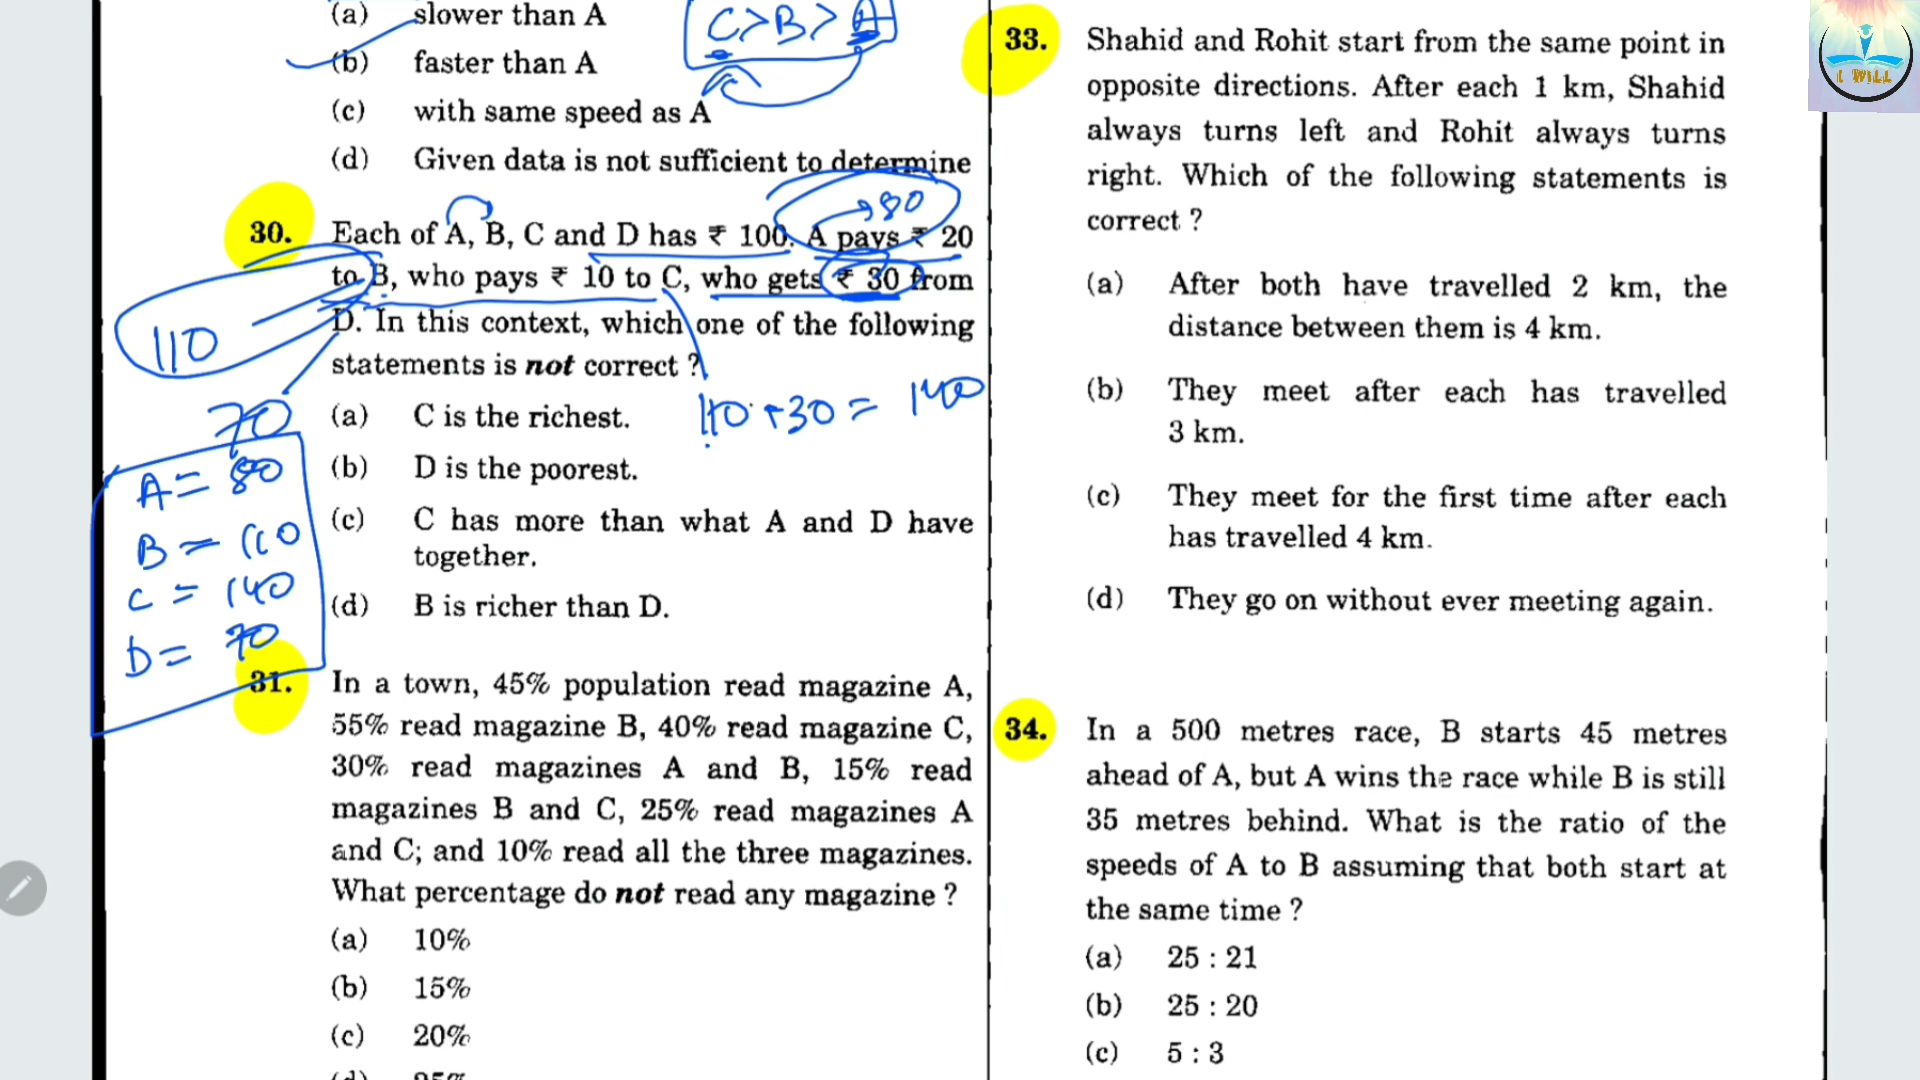 (a) slower than A
(b) faster than A
(c) with same speed as A
(d) Given data is not sufficient to determine
C > B > A
30. Each of A, B, C and D has ₹ 100. A pays ₹ 20
to B, who pays ₹ 10 to C, who gets ₹ 30 from
D. In this context, which one of the following
statements is not correct ?
80
110
70
110 + 30 = 140
(a) C is the richest.
(b) D is the poorest.
(c) C has more than what A and D have
together.
(d) B is richer than D.
A = 80
B = 110
C = 140
D = 70
31. In a town, 45% population read magazine A,
55% read magazine B, 40% read magazine C,
30% read magazines A and B, 15% read
magazines B and C, 25% read magazines A
and C; and 10% read all the three magazines.
What percentage do not read any magazine ?
(a) 10%
(b) 15%
(c) 20%
33. Shahid and Rohit start from the same point in
opposite directions. After each 1 km, Shahid
always turns left and Rohit always turns
right. Which of the following statements is
correct ?
(a) After both have travelled 2 km, the
distance between them is 4 km.
(b) They meet after each has travelled
3 km.
(c) They meet for the first time after each
has travelled 4 km.
(d) They go on without ever meeting again.
34. In a 500 metres race, B starts 45 metres
ahead of A, but A wins the race while B is still
35 metres behind. What is the ratio of the
speeds of A to B assuming that both start at
the same time ?
(a) 25 : 21
(b) 25 : 20
(c) 5 : 3
I WILL